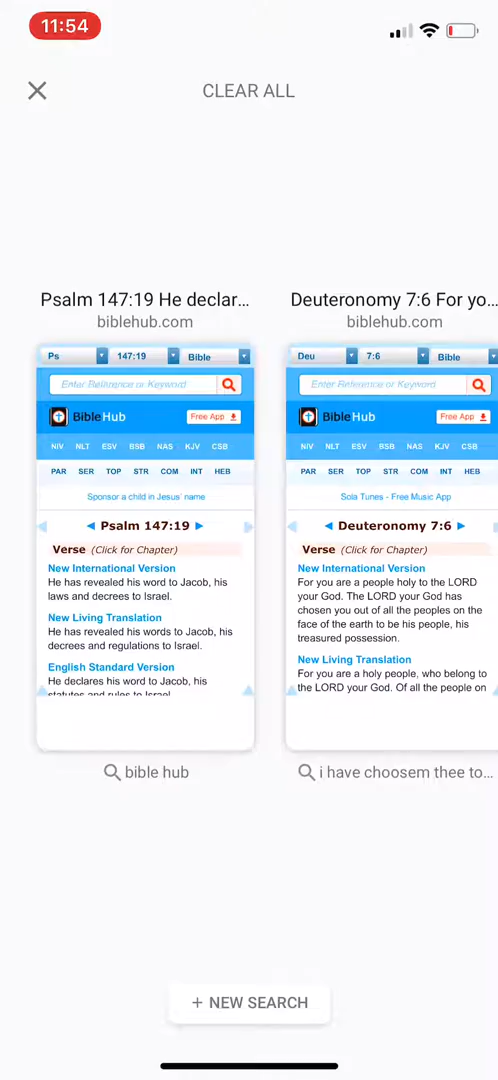 11:54
CLEAR ALL
Psalm 147:19 He declar...
biblehub.com
Ps 147:19 Bible
Enter Reference or Keyword
BibleHub Free App
NIV NLT ESV BSB NAS KJV CSB
PAR SER TOP STR COM INT HEB
Sponsor a child in Jesus' name
Psalm 147:19
Verse (Click for Chapter)
New International Version
He has revealed his word to Jacob, his
laws and decrees to Israel.
New Living Translation
He has revealed his words to Jacob, his
decrees and regulations to Israel.
English Standard Version
He declares his word to Jacob, his
statutes and rules to Israel.
bible hub
Deuteronomy 7:6 For yo...
biblehub.com
Deu 7:6 Bible
Enter Reference or Keyword
BibleHub Free App
NIV NLT ESV BSB NAS KJV CSB
PAR SER TOP STR COM INT HEB
Sola Tunes - Free Music App
Deuteronomy 7:6
Verse (Click for Chapter)
New International Version
For you are a people holy to the LORD
your God. The LORD your God has
chosen you out of all the peoples on the
face of the earth to be his people, his
treasured possession.
New Living Translation
For you are a holy people, who belong to
the LORD your God. Of all the people on
i have choosem thee to...
+ NEW SEARCH